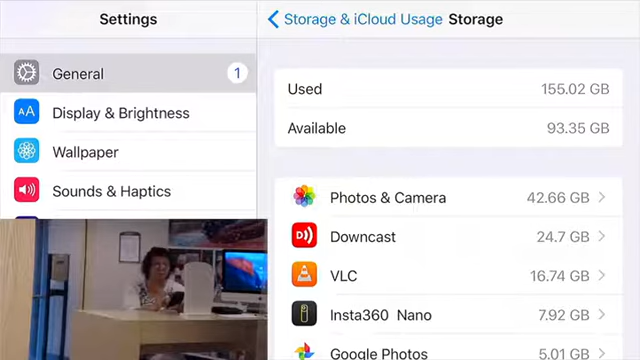 Settings
General 1
AA Display & Brightness
Wallpaper
Sounds & Haptics
Storage & iCloud Usage Storage
Used 155.02 GB
Available 93.35 GB
Photos & Camera 42.66 GB
D Downcast 24.7 GB
VLC 16.74 GB
Insta360 Nano 7.92 GB
Google Photos 5.01 GB